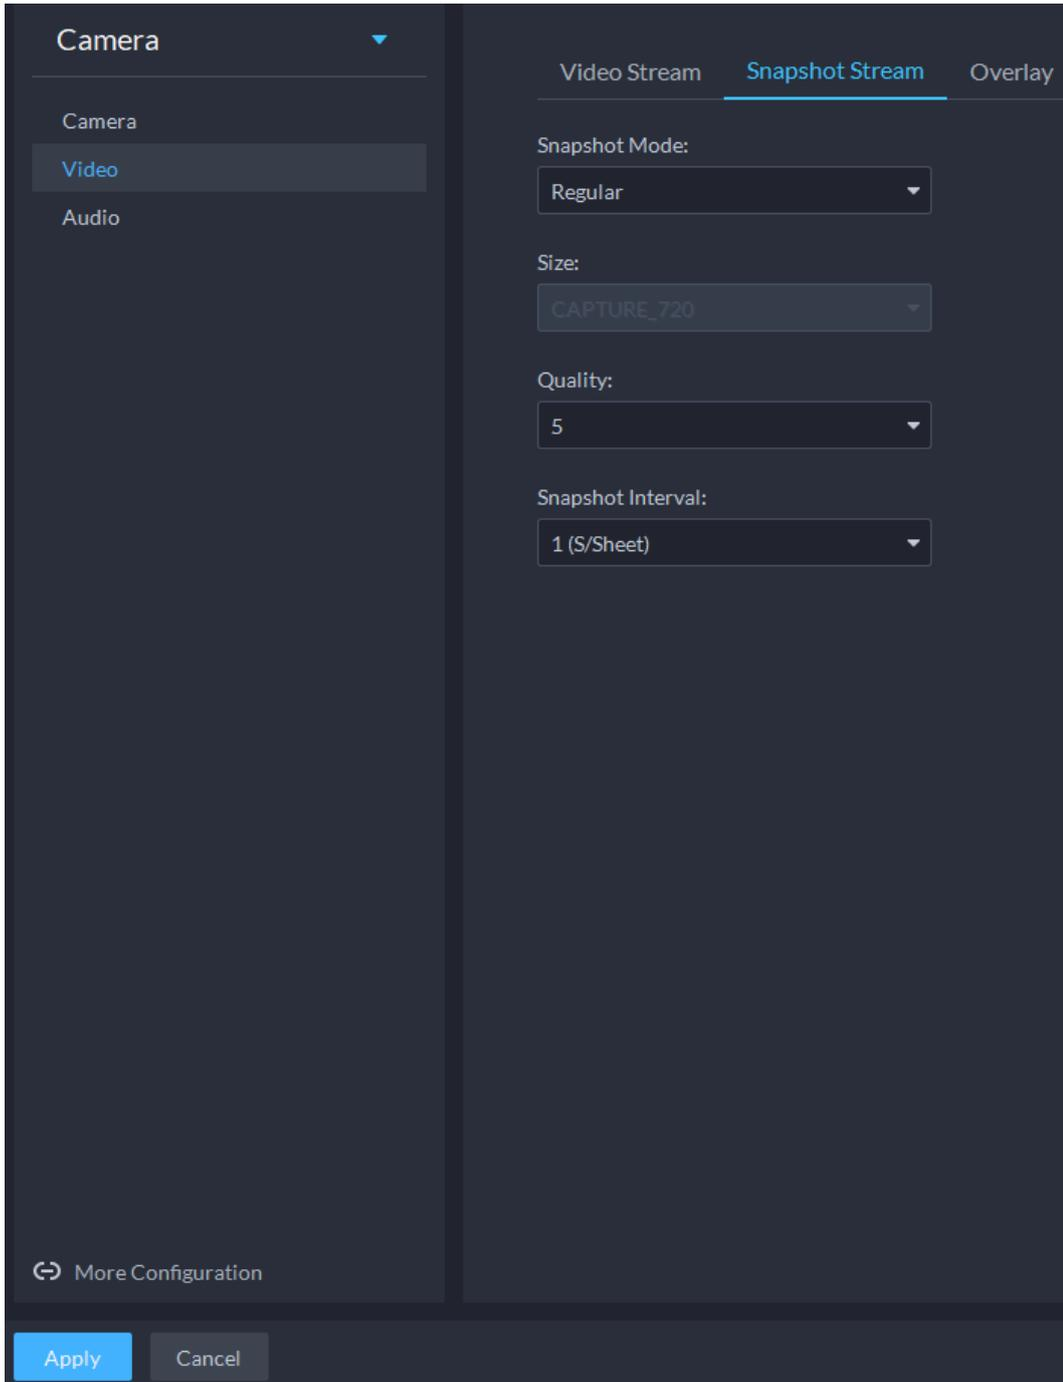 Camera
Camera
Video
Audio
More Configuration
Video Stream Snapshot Stream Overlay
Snapshot Mode:
Regular
Size:
CAPTURE_720
Quality:
5
Snapshot Interval:
1 (S/Sheet)
Apply Cancel